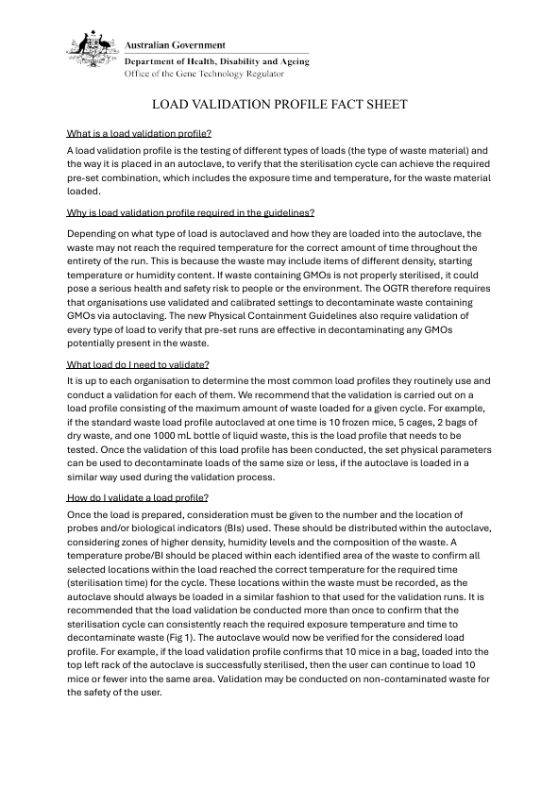 Australian Government
Department of Health, Disability and Ageing
Office of the Gene Technology Regulator
LOAD VALIDATION PROFILE FACT SHEET
What is a load validation profile?
A load validation profile is the testing of different types of loads (the type of waste material) and
the way it is placed in an autoclave, to verify that the sterilisation cycle can achieve the required
pre-set combination, which includes the exposure time and temperature, for the waste material
loaded.
Why is load validation profile required in the guidelines?
Depending on what type of load is autoclaved and how they are loaded into the autoclave, the
waste may not reach the required temperature for the correct amount of time throughout the
entirety of the run. This is because the waste may include items of different density, starting
temperature or humidity content. If waste containing GMOs is not properly sterilised, it could
pose a serious health and safety risk to people or the environment. The OGTR therefore requires
that organisations use validated and calibrated settings to decontaminate waste containing
GMOs via autoclaving. The new Physical Containment Guidelines also require validation of
every type of load to verify that pre-set runs are effective in decontaminating any GMOs
potentially present in the waste.
What load do I need to validate?
It is up to each organisation to determine the most common load profiles they routinely use and
conduct a validation for each of them. We recommend that the validation is carried out on a
load profile consisting of the maximum amount of waste loaded for a given cycle. For example,
if the standard waste load profile autoclaved at one time is 10 frozen mice, 5 cages, 2 bags of
dry waste, and one 1000 mL bottle of liquid waste, this is the load profile that needs to be
tested. Once the validation of this load profile has been conducted, the set physical parameters
can be used to decontaminate loads of the same size or less, if the autoclave is loaded in a
similar way used during the validation process.
How do I validate a load profile?
Once the load is prepared, consideration must be given to the number and the location of
probes and/or biological indicators (BIs) used. These should be distributed within the autoclave,
considering zones of higher density, humidity levels and the composition of the waste. A
temperature probe/BI should be placed within each identified area of the waste to confirm all
selected locations within the load reached the correct temperature for the required time
(sterilisation time) for the cycle. These locations within the waste must be recorded, as the
autoclave should always be loaded in a similar fashion to that used for the validation runs. It is
recommended that the load validation be conducted more than once to confirm that the
sterilisation cycle can consistently reach the required exposure temperature and time to
decontaminate waste (Fig 1). The autoclave would now be verified for the considered load
profile. For example, if the load validation profile confirms that 10 mice in a bag, loaded into the
top left rack of the autoclave is successfully sterilised, then the user can continue to load 10
mice or fewer into the same area. Validation may be conducted on non-contaminated waste for
the safety of the user.